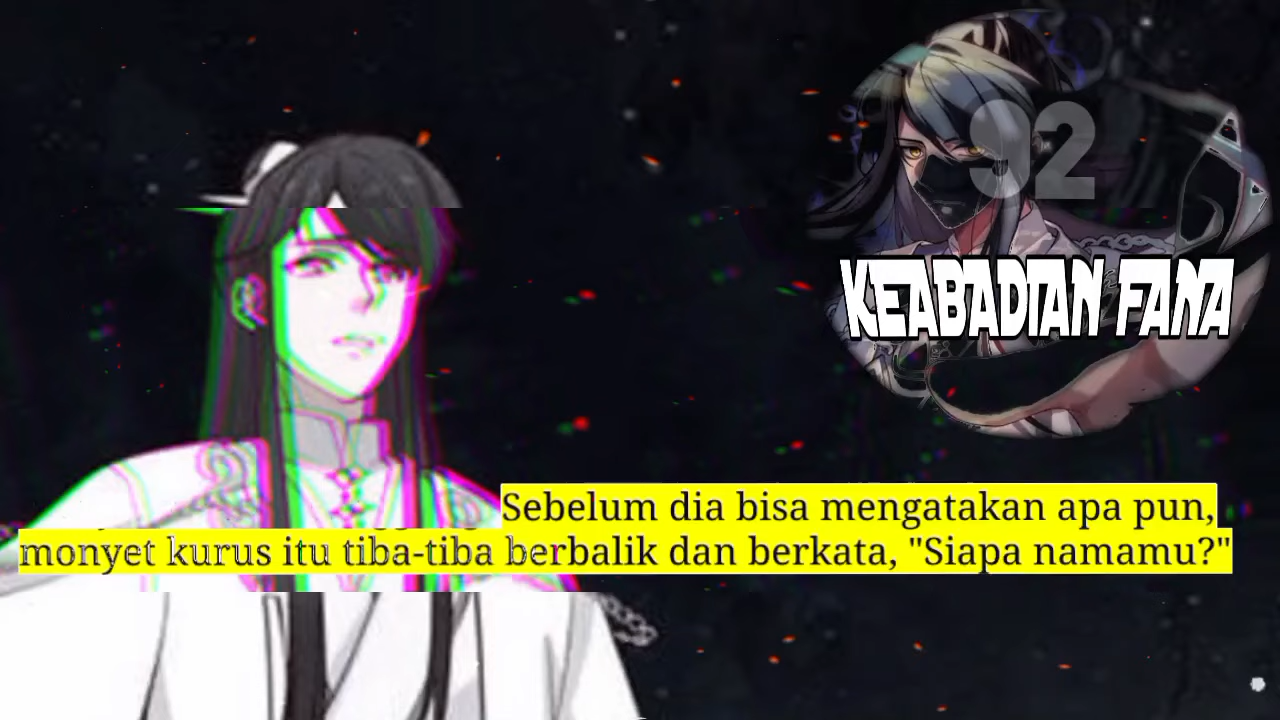 92
KEABADIAN FANA
Sebelum dia bisa mengatakan apa pun,
monyet kurus itu tiba-tiba berbalik dan berkata, "Siapa namamu?"